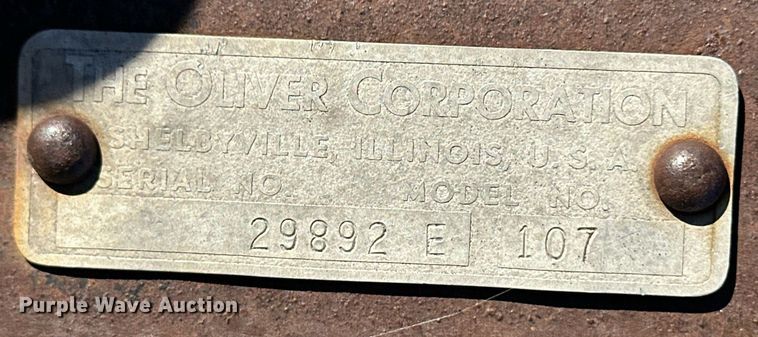 THE OLIVER CORPORATION
SHELBYVILLE, ILLINOIS, U.S.A.
SERIAL NO. MODEL NO.
29892 E 107
Purple Wave Auction